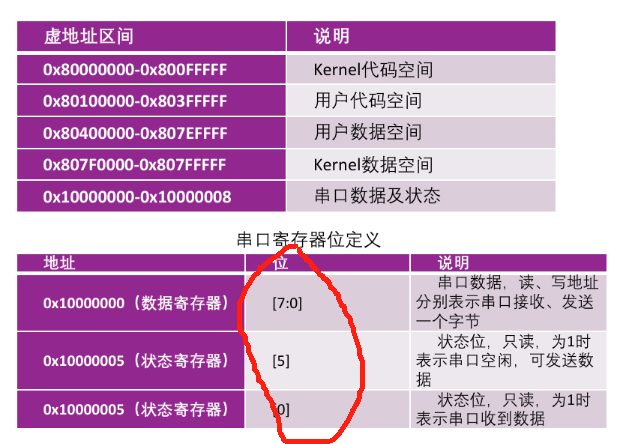 虚地址区间 说明
0x80000000-0x800FFFFF Kernel代码空间
0x80100000-0x803FFFFF 用户代码空间
0x80400000-0x807EFFFF 用户数据空间
0x807F0000-0x807FFFFF Kernel数据空间
0x10000000-0x10000008 串口数据及状态
串口寄存器位定义
地址 位 说明
0x10000000（数据寄存器） [7:0] 串口数据，读、写地址
分别表示串口接收、发送
一个字节
0x10000005（状态寄存器） [5] 状态位，只读，为1时
表示串口空闲，可发送数
据
0x10000005（状态寄存器） [0] 状态位，只读，为1时
表示串口收到数据